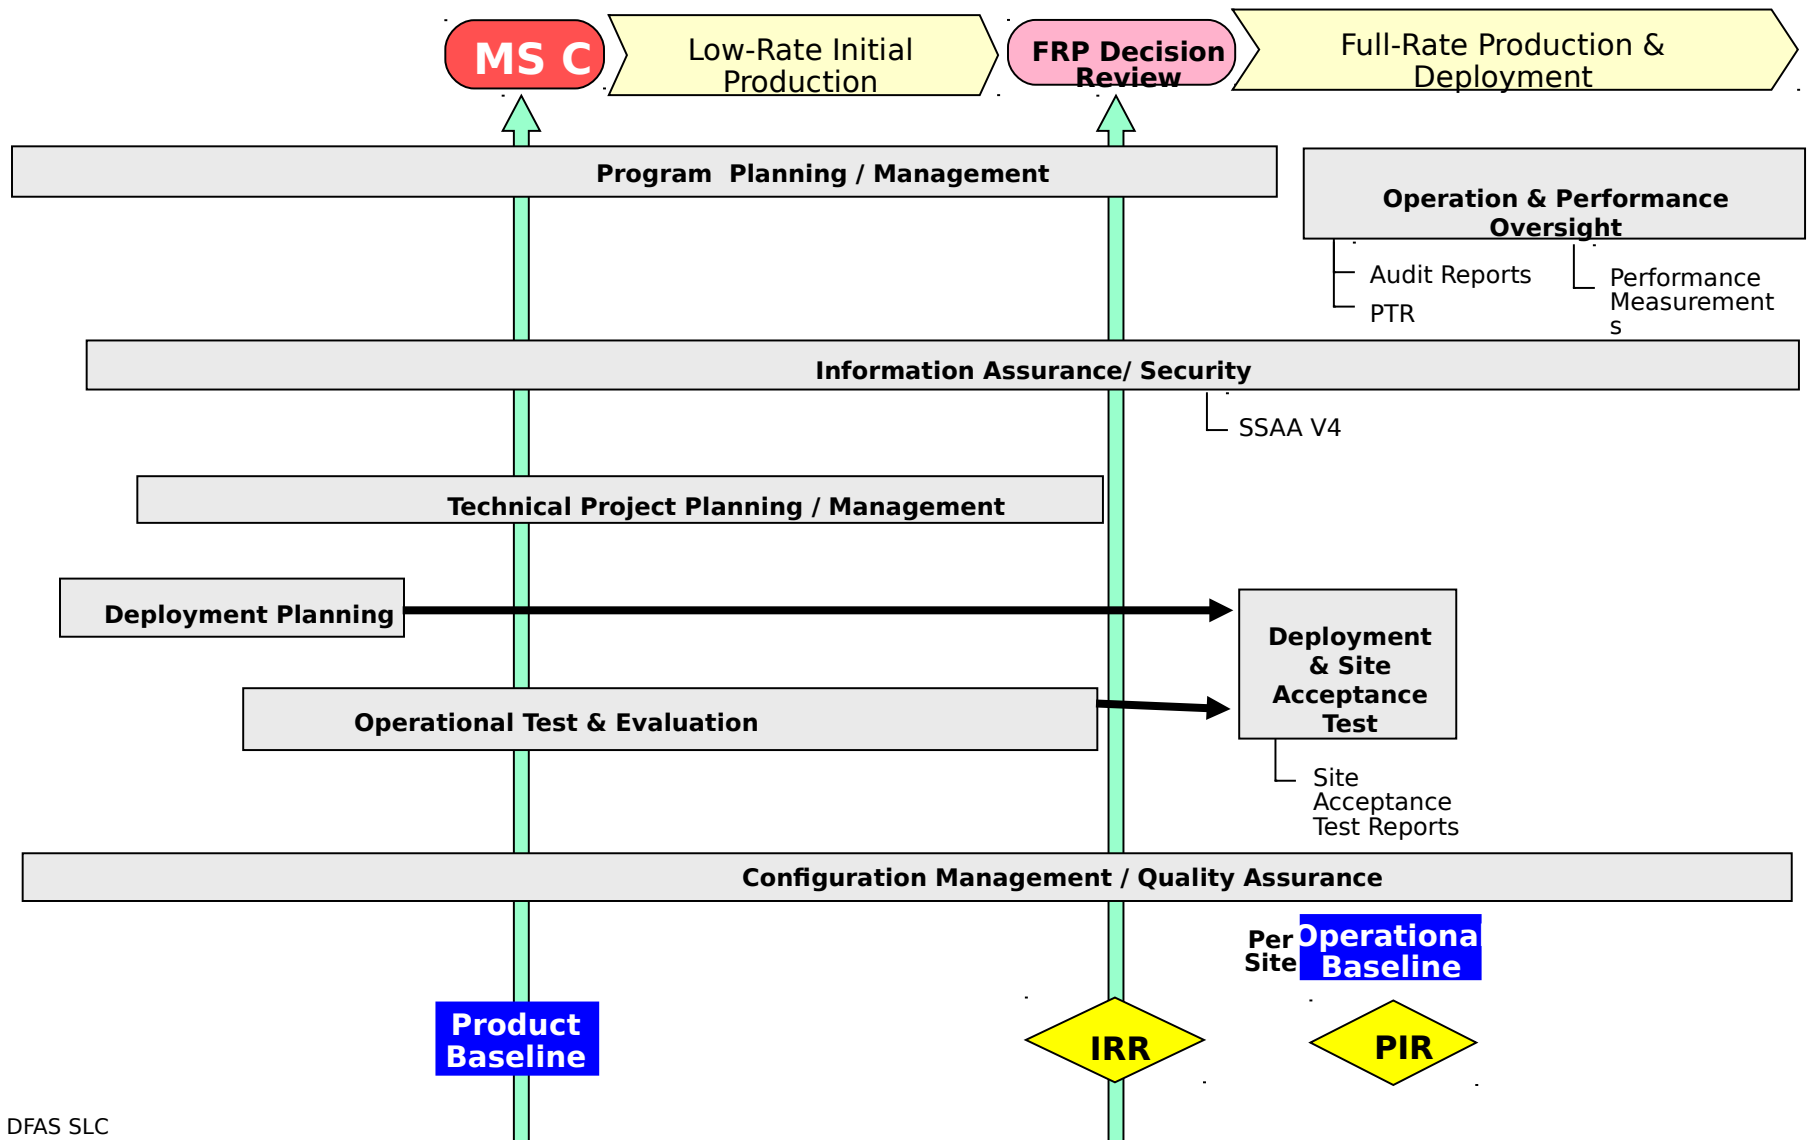 MS C
Low-Rate Initial
Production
FRP Decision
Review
Full-Rate Production &
Deployment
Program  Planning / Management
Operation & Performance
Oversight
Audit Reports
PTR
Performance
Measurement
s
Information Assurance/ Security
SSAA V4
Technical Project Planning / Management
Deployment Planning
Deployment
& Site
Acceptance
Test
Operational Test & Evaluation
Site
Acceptance
Test Reports
Configuration Management / Quality Assurance
Per
Site
Operational
Baseline
Product
Baseline
IRR
PIR
DFAS SLC